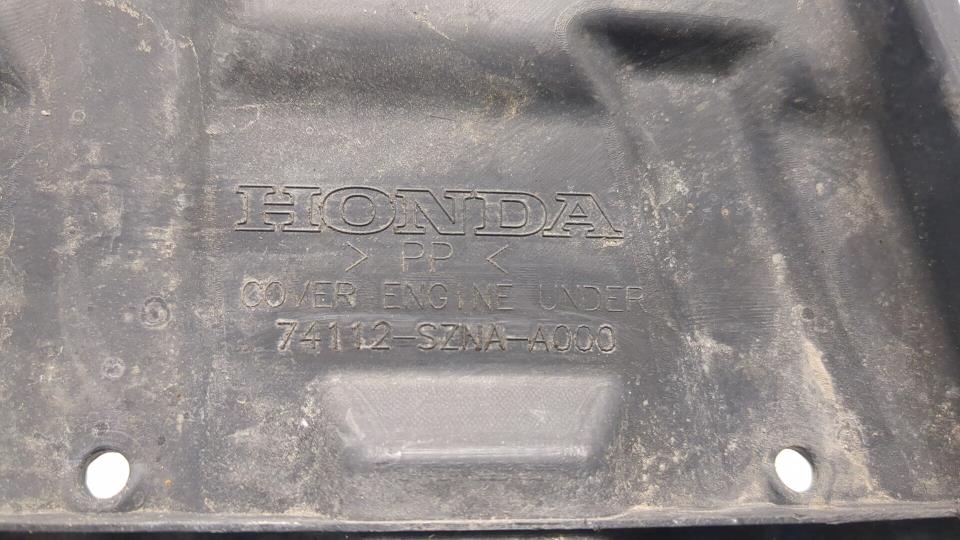 HONDA
> PP <
COVER ENGINE UNDER
74112-SZNA-A000